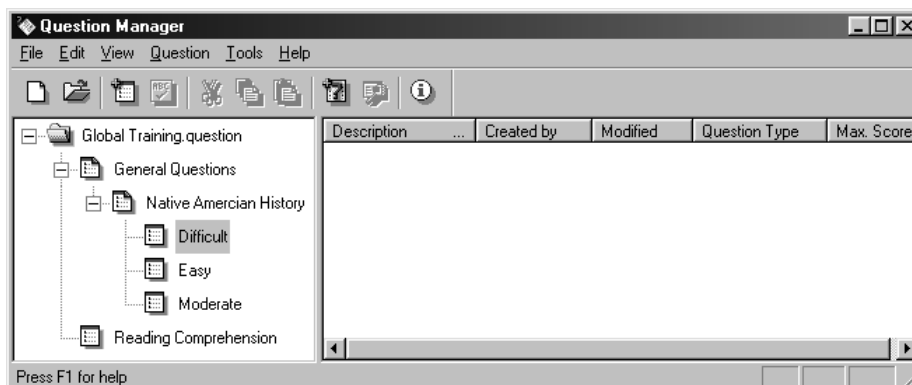 Question Manager
File Edit View Question Tools Help
ABC
Global Training.question
Description ... Created by Modified Question Type Max. Score
General Questions
Native Amercian History
Difficult
Easy
Moderate
Reading Comprehension
Press F1 for help